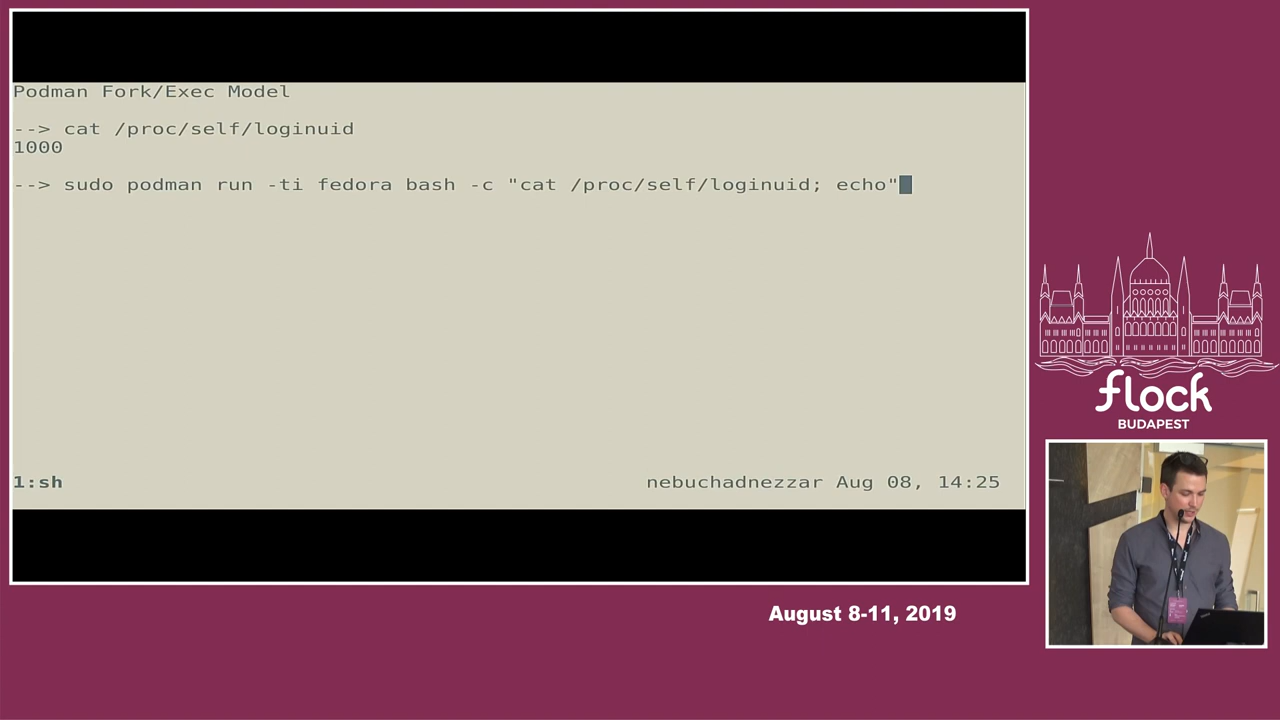 Podman Fork/Exec Model
--> cat /proc/self/loginuid
1000
--> sudo podman run -ti fedora bash -c "cat /proc/self/loginuid; echo"
1:sh
nebuchadnezzar Aug 08, 14:25
flock
BUDAPEST
August 8-11, 2019